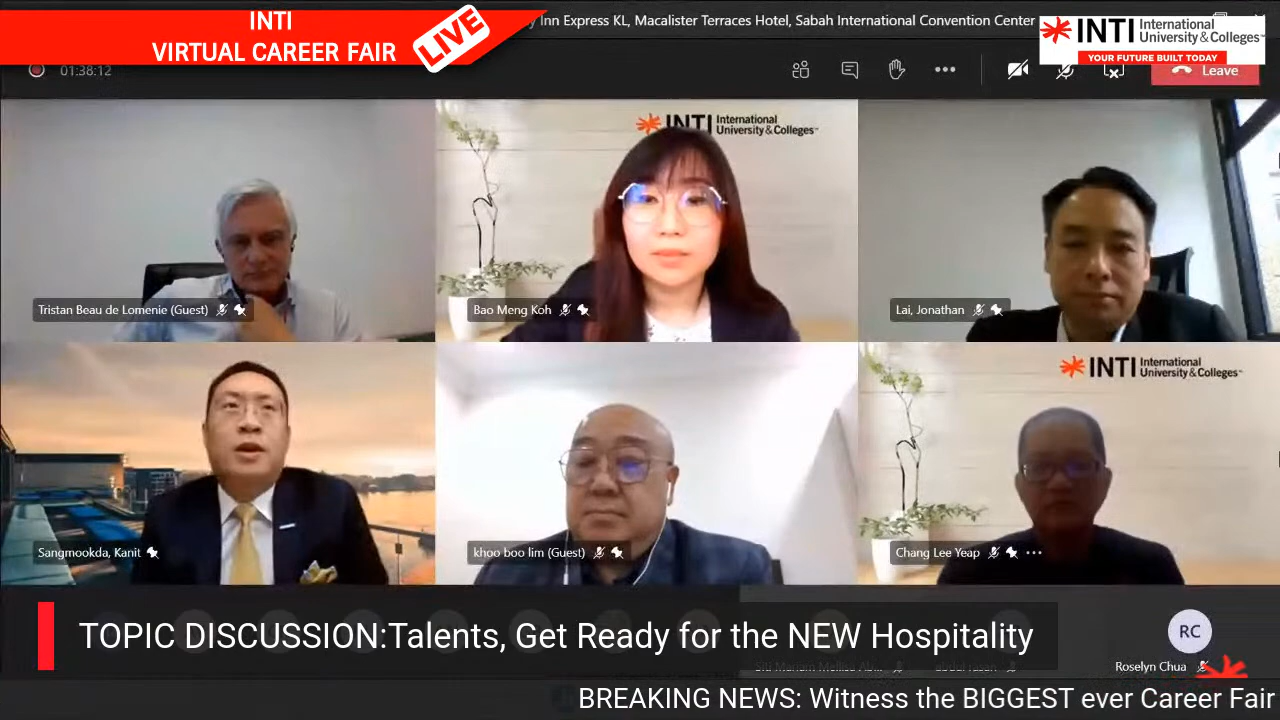 INTI
VIRTUAL CAREER FAIR
LIVE
Inn Express KL, Macalister Terraces Hotel, Sabah International Convention Center
INTI International
University & Colleges
YOUR FUTURE BUILT TODAY
01:38:12
Leave
INTI International
University & Colleges
Tristan Beau de Lomenie (Guest)
Bao Meng Koh
Lai, Jonathan
INTI International
University & Colleges
Sangmookda, Kanit
khoo boo lim (Guest)
Chang Lee Yeap
TOPIC DISCUSSION:Talents, Get Ready for the NEW Hospitality
RC
Roselyn Chua
BREAKING NEWS: Witness the BIGGEST ever Career Fair